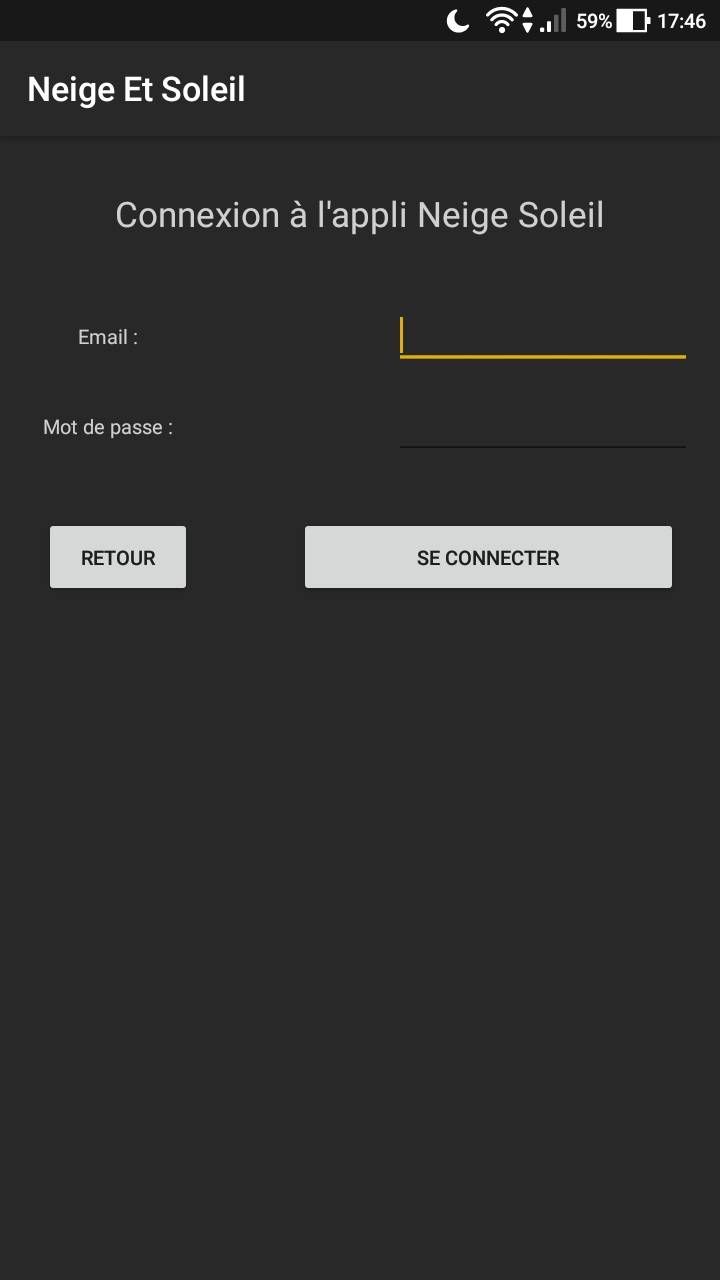 59% 17:46
Neige Et Soleil
Connexion à l'appli Neige Soleil
Email :
Mot de passe :
RETOUR SE CONNECTER